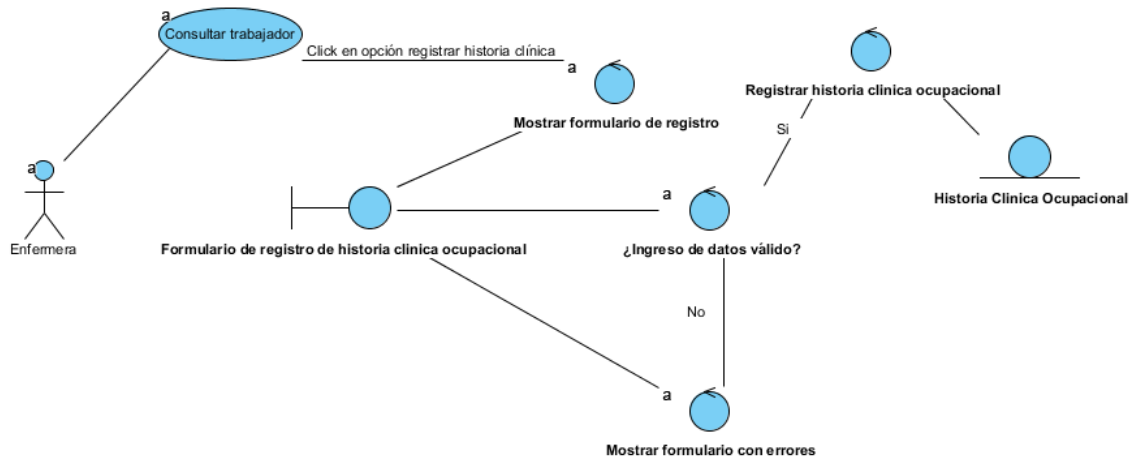 a
Consultar trabajador
Click en opción registrar historia clínica
a
Mostrar formulario de registro
Registrar historia clinica ocupacional
Si
Historia Clinica Ocupacional
a
Enfermera
Formulario de registro de historia clinica ocupacional
a
¿Ingreso de datos válido?
No
a
Mostrar formulario con errores